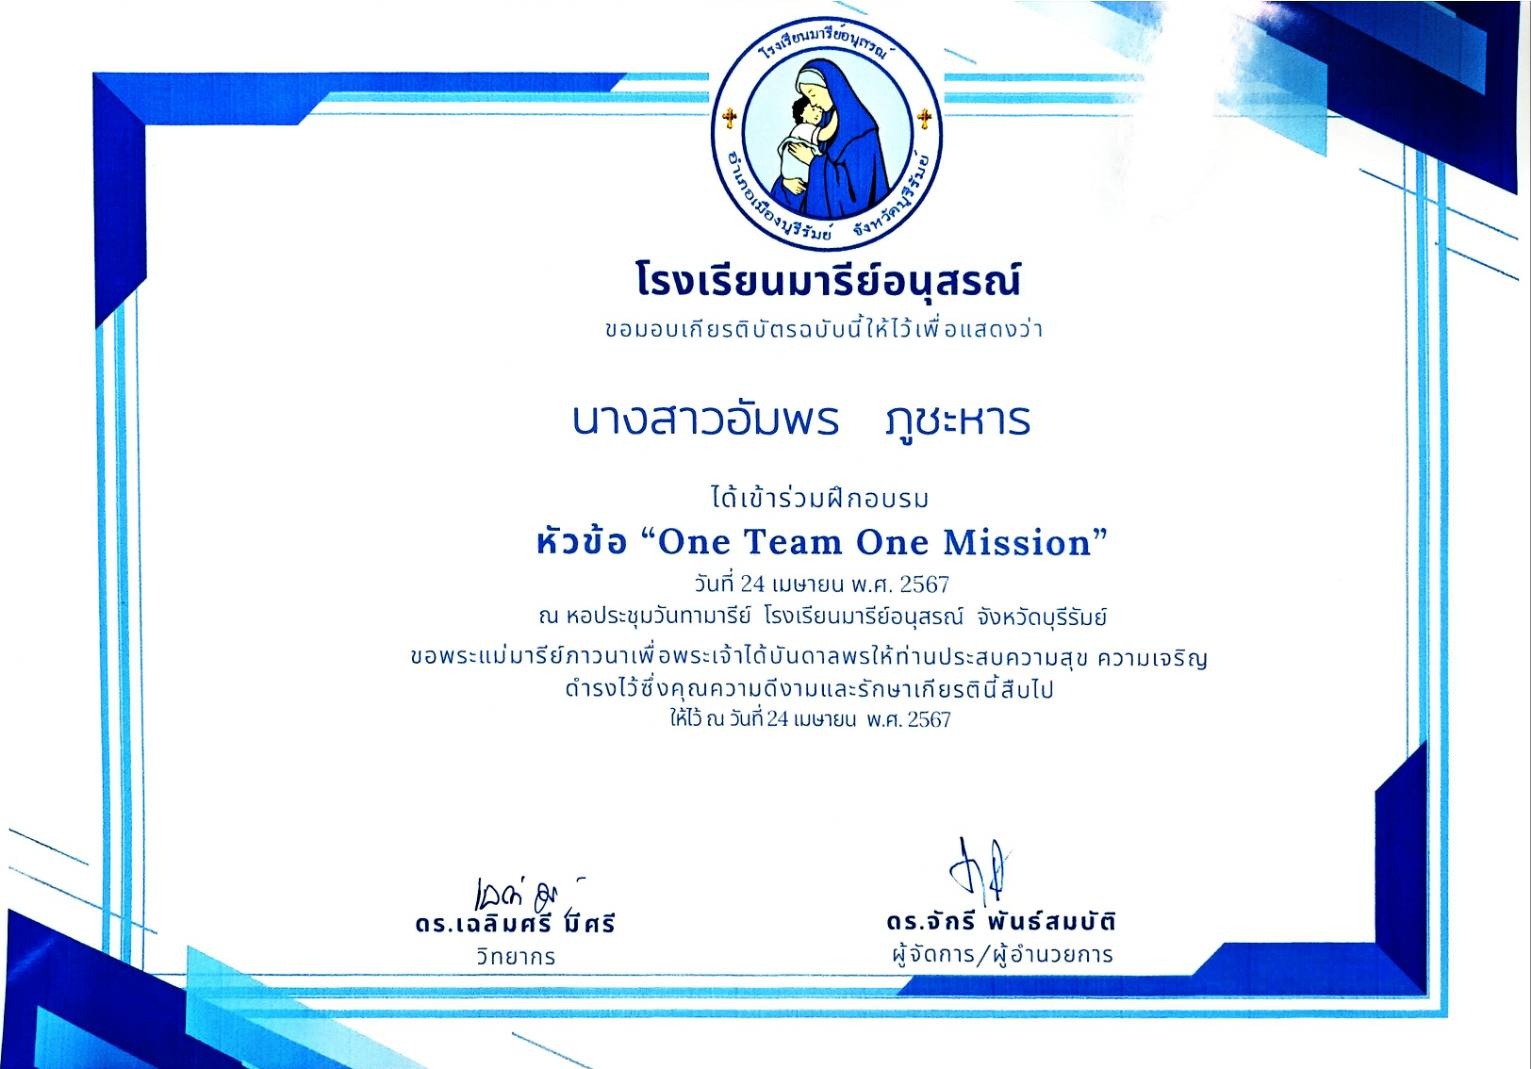 โรงเรียนมารีย์อนุสรณ์
อำเภอเมืองบุรีรัมย์ จังหวัดบุรีรัมย์
โรงเรียนมารีย์อนุสรณ์
ขอมอบเกียรติบัตรฉบับนี้ให้ไว้เพื่อแสดงว่า
นางสาวอัมพร ภูชะหาร
ได้เข้าร่วมฝึกอบรม
หัวข้อ “One Team One Mission”
วันที่ 24 เมษายน พ.ศ. 2567
ณ หอประชุมวันทามารีย์ โรงเรียนมารีย์อนุสรณ์ จังหวัดบุรีรัมย์
ขอพระแม่มารีย์ภาวนาเพื่อพระเจ้าได้บันดาลพรให้ท่านประสบความสุข ความเจริญ
ดำรงไว้ซึ่งคุณความดีงามและรักษาเกียรตินี้สืบไป
ให้ไว้ ณ วันที่ 24 เมษายน พ.ศ. 2567
ดร.เฉลิมศรี มีศรี
วิทยากร
ดร.จักรี พันธ์สมบัติ
ผู้จัดการ/ผู้อำนวยการ